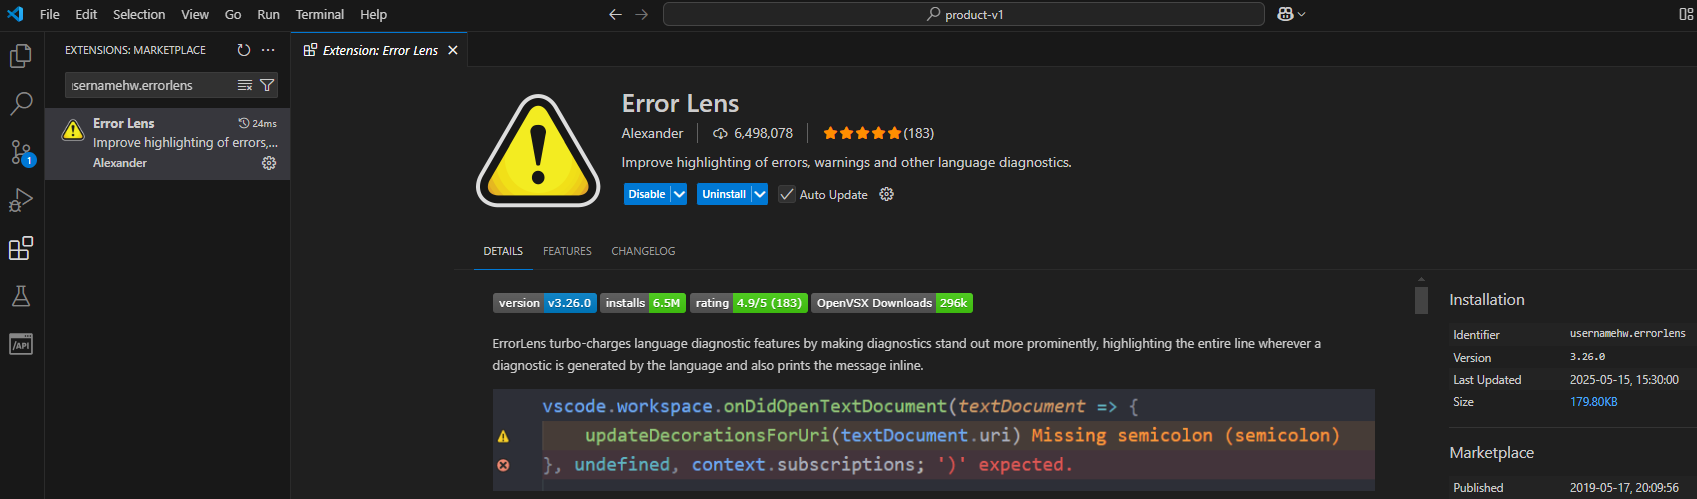 File Edit Selection View Go Run Terminal Help
product-v1
EXTENSIONS: MARKETPLACE
sernamehw.errorlens
Error Lens 24ms
Improve highlighting of errors,...
Alexander
1
/API
Extension: Error Lens
Error Lens
Alexander 6,498,078 (183)
Improve highlighting of errors, warnings and other language diagnostics.
Disable Uninstall Auto Update
DETAILS FEATURES CHANGELOG
version v3.26.0 installs 6.5M rating 4.9/5 (183) OpenVSX Downloads 296k
ErrorLens turbo-charges language diagnostic features by making diagnostics stand out more prominently, highlighting the entire line wherever a
diagnostic is generated by the language and also prints the message inline.
vscode.workspace.onDidOpenTextDocument(textDocument => {
updateDecorationsForUri(textDocument.uri) Missing semicolon (semicolon)
}, undefined, context.subscriptions; ')' expected.
Installation
Identifier usernamehw.errorlens
Version 3.26.0
Last Updated 2025-05-15, 15:30:00
Size 179.80KB
Marketplace
Published 2019-05-17, 20:09:56